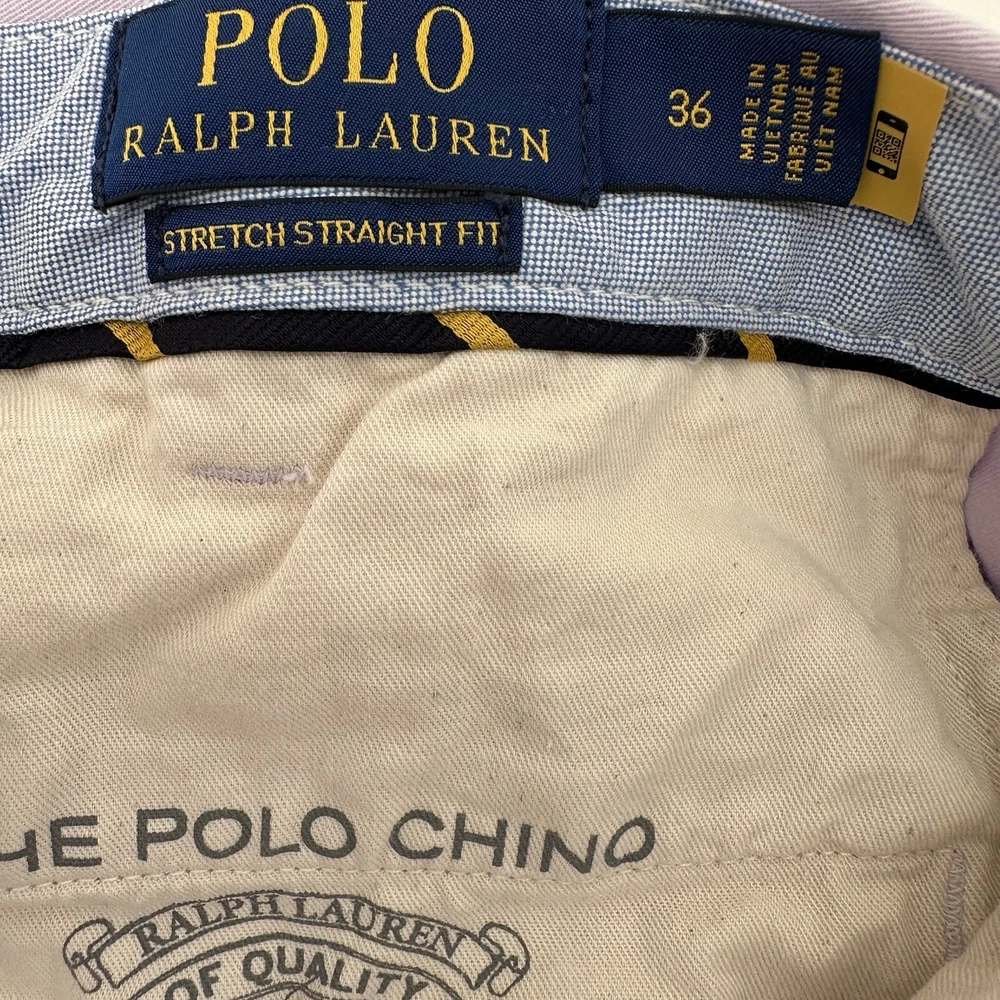 POLO
RALPH LAUREN
STRETCH STRAIGHT FIT
36
MADE IN
VIETNAM
FABRIQUÉ AU
VIÊT NAM
HE POLO CHINO
RALPH LAUREN
OF QUALITY